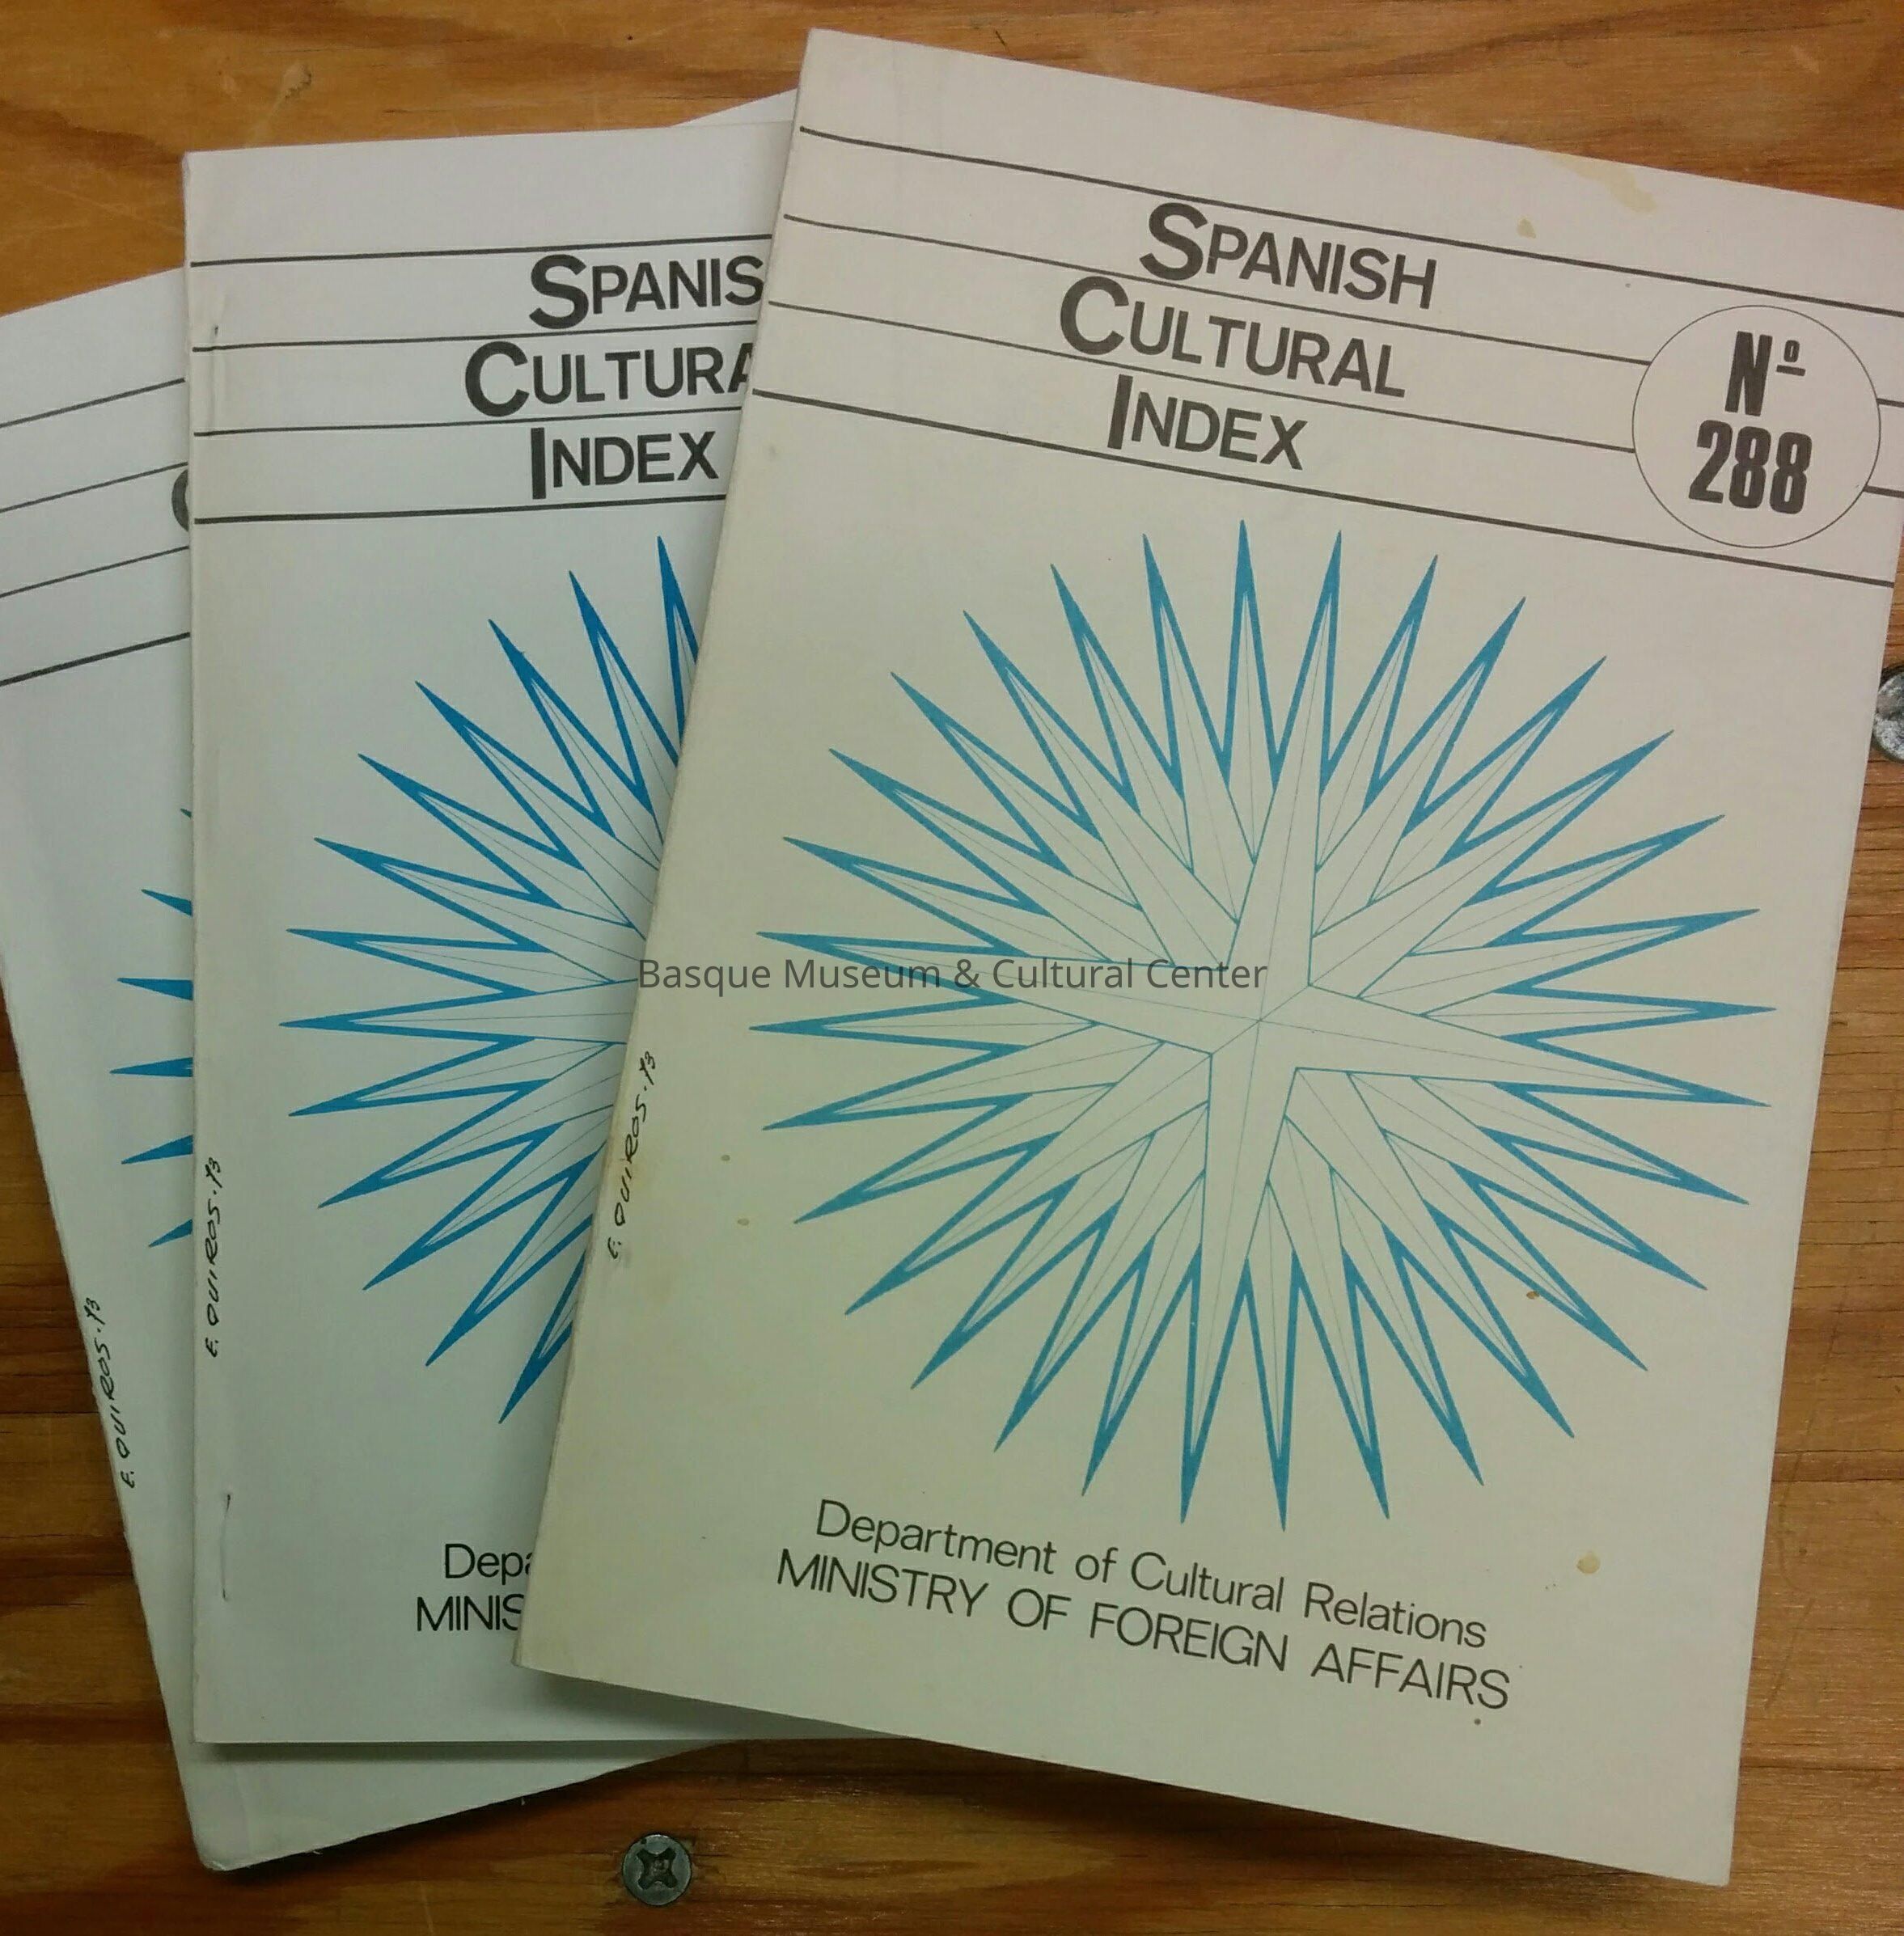 SPANISH
CULTURAL
INDEX
Nº
288
E. QUIROS.73
Department of Cultural Relations
MINISTRY OF FOREIGN AFFAIRS
SPANIS
CULTURA
INDEX
E. QUIROS.73
Depa
MINIS
C
E. QUIROS.73
Basque Museum & Cultural Center